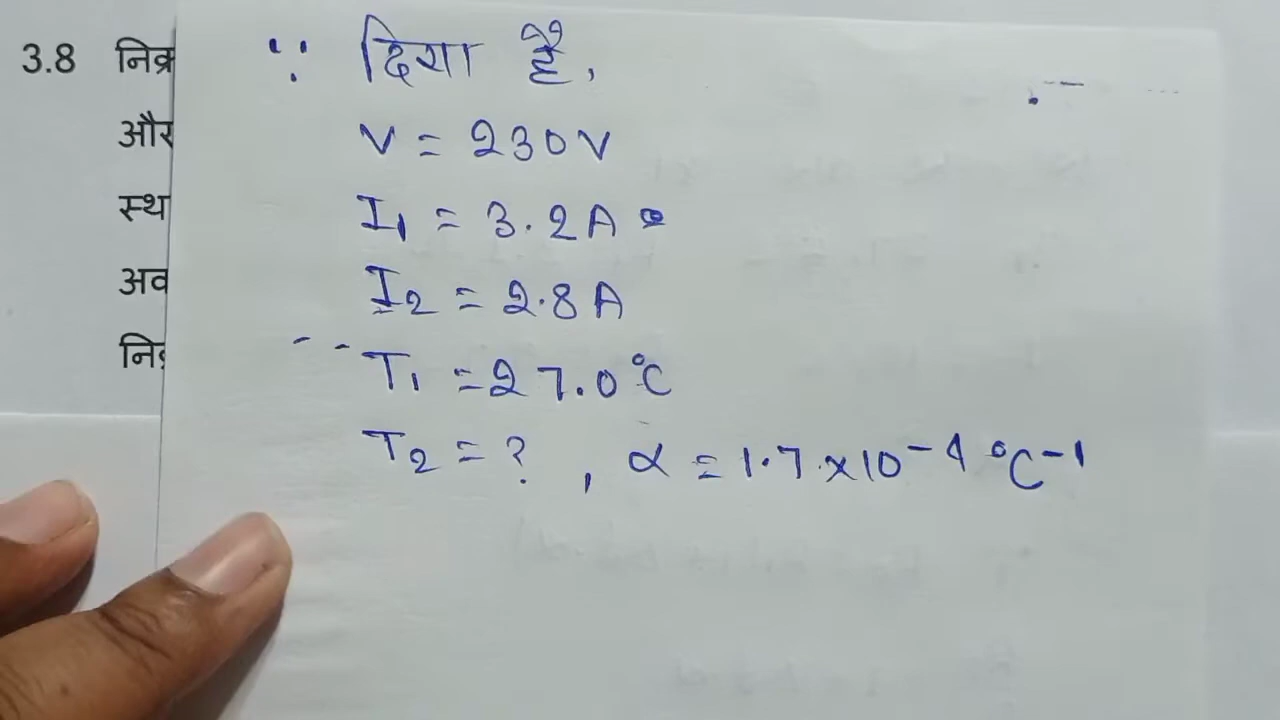 3.8 निक्र
∵ दिया है,
और
V = 230V
स्थ
I₁ = 3.2A
अव
I₂ = 2.8A
T₁ = 27.0°C
T₂ = ? , α = 1.7×10⁻⁴ °C⁻¹